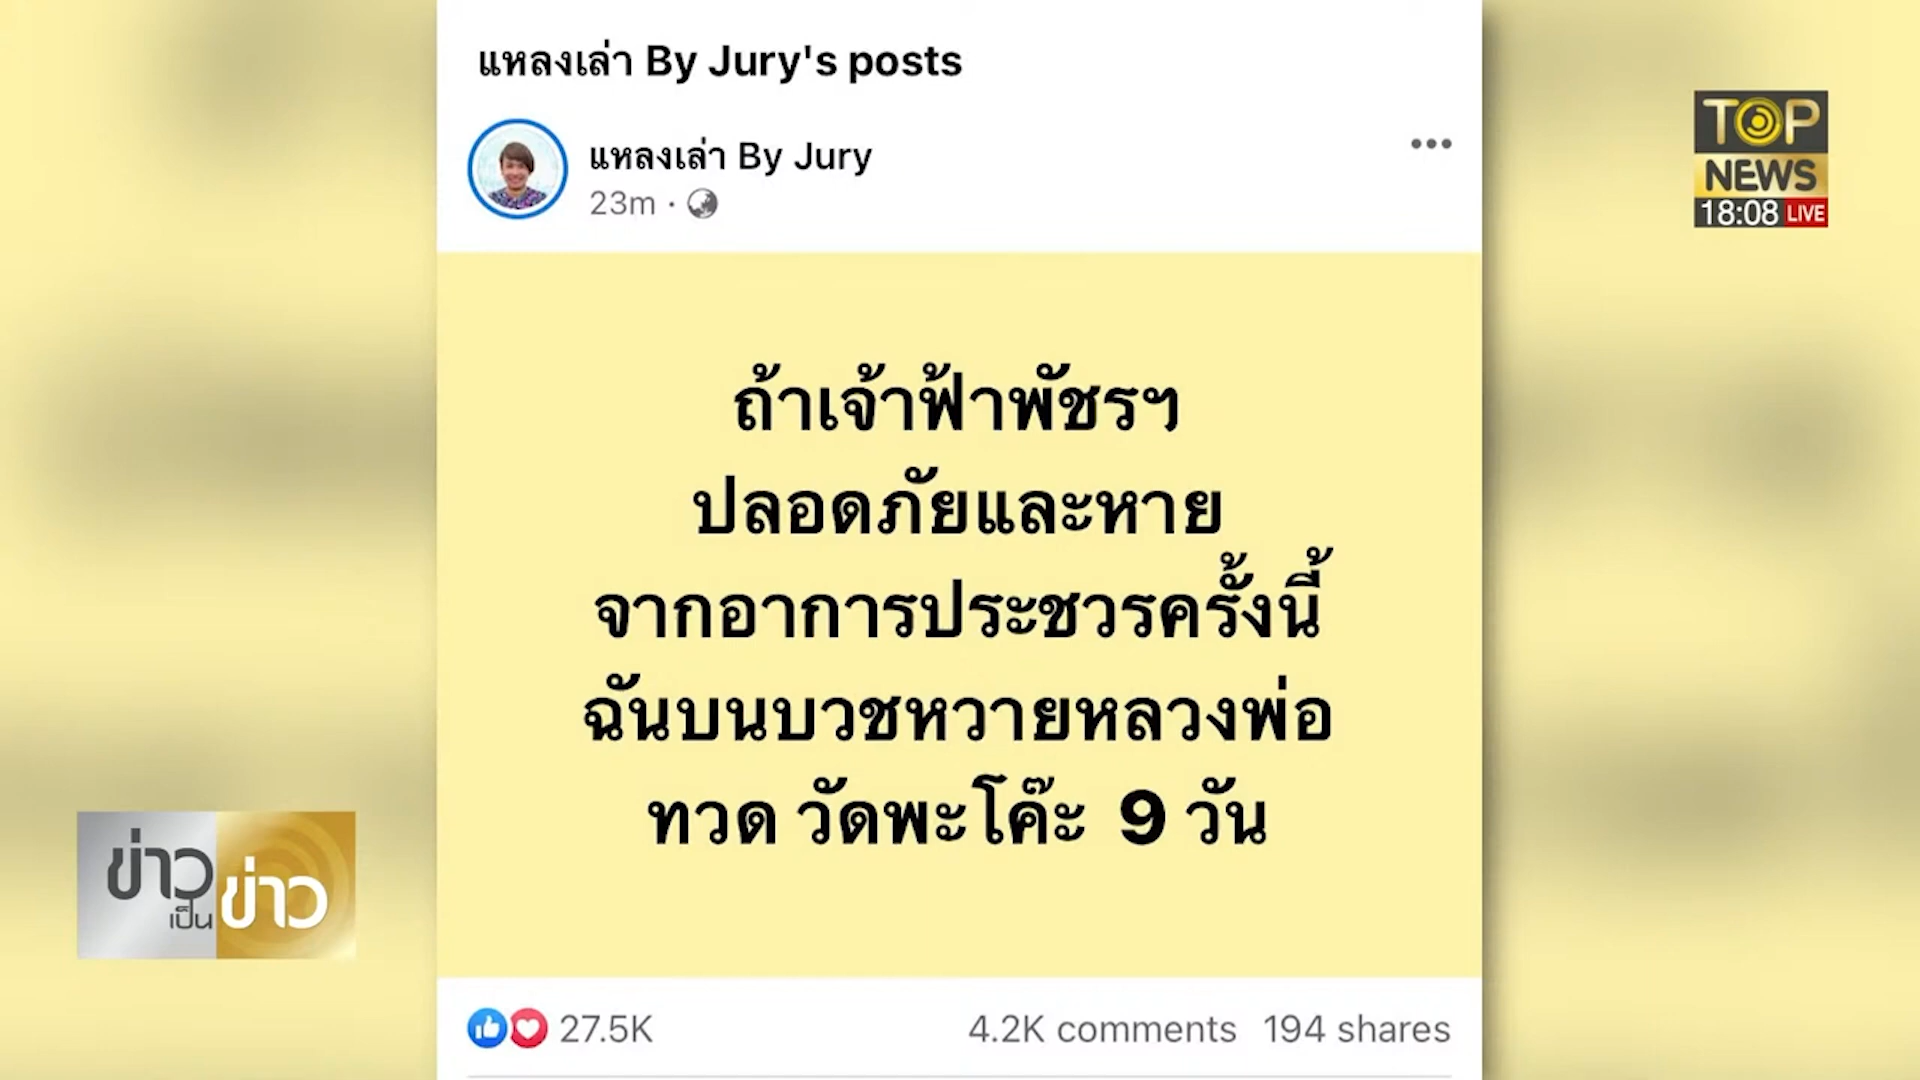 แหลงเล่า By Jury's posts
แหลงเล่า By Jury
23m ·
TOP
NEWS
18:08 LIVE
ถ้าเจ้าฟ้าพัชรฯ
ปลอดภัยและหาย
จากอาการประชวรครั้งนี้
ฉันบนบวชหวายหลวงพ่อ
ทวด วัดพะโค๊ะ 9 วัน
ข่าว
เป็น ข่าว
27.5K 4.2K comments 194 shares